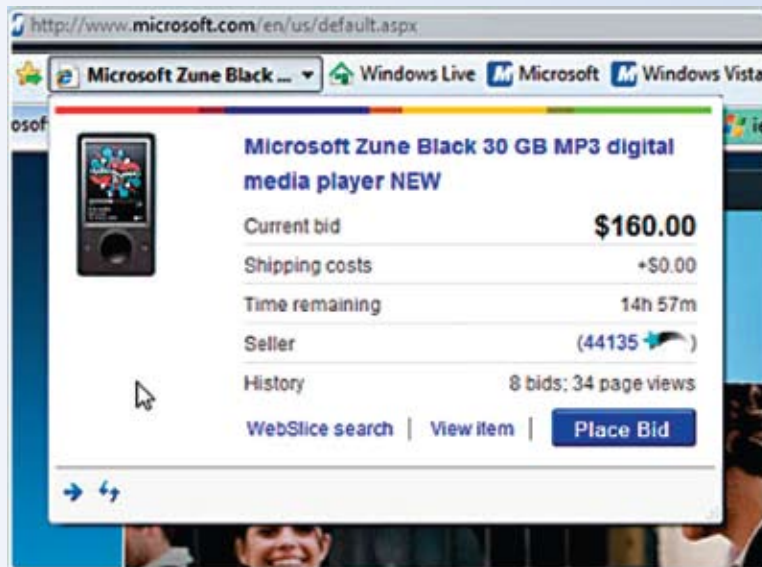 http://www.microsoft.com/en/us/default.aspx
Microsoft Zune Black ... Windows Live Microsoft Windows Vista
osof
Microsoft Zune Black 30 GB MP3 digital
media player NEW
Current bid $160.00
Shipping costs +$0.00
Time remaining 14h 57m
Seller (44135 )
History 8 bids; 34 page views
WebSlice search | View item | Place Bid